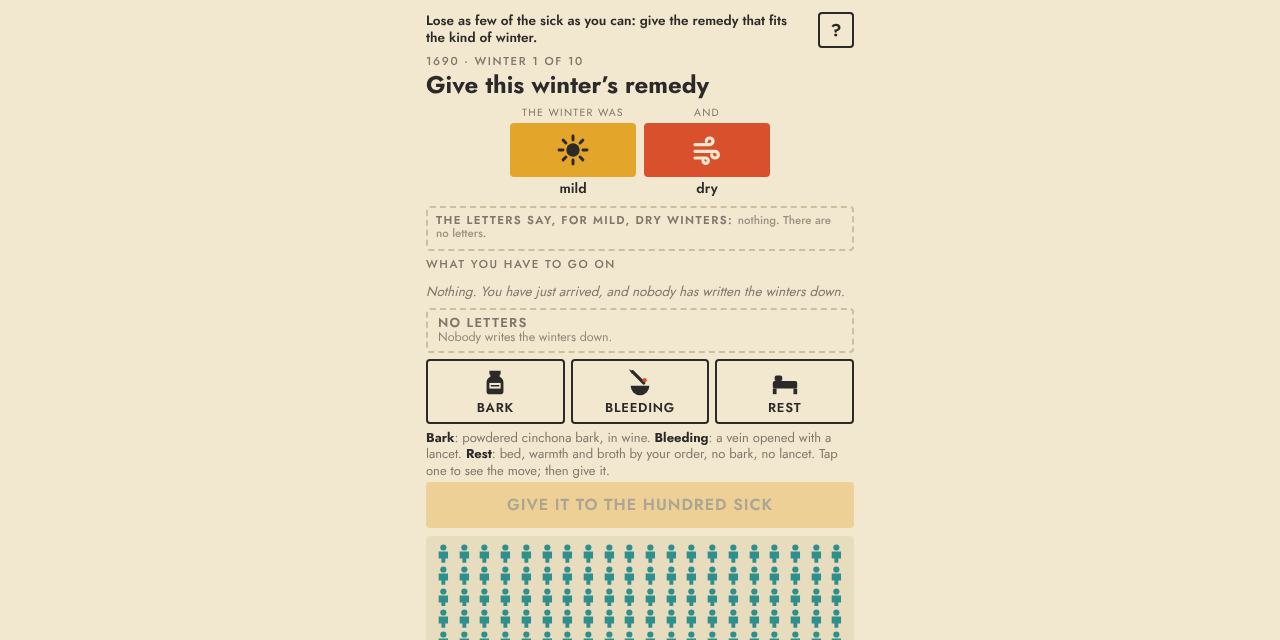 Lose as few of the sick as you can: give the remedy that fits
the kind of winter.
?
1690 · WINTER 1 OF 10
Give this winter’s remedy
THE WINTER WAS
AND
mild
dry
THE LETTERS SAY, FOR MILD, DRY WINTERS: nothing. There are
no letters.
WHAT YOU HAVE TO GO ON
Nothing. You have just arrived, and nobody has written the winters down.
NO LETTERS
Nobody writes the winters down.
BARK
BLEEDING
REST
Bark: powdered cinchona bark, in wine. Bleeding: a vein opened with a
lancet. Rest: bed, warmth and broth by your order, no bark, no lancet. Tap
one to see the move; then give it.
GIVE IT TO THE HUNDRED SICK